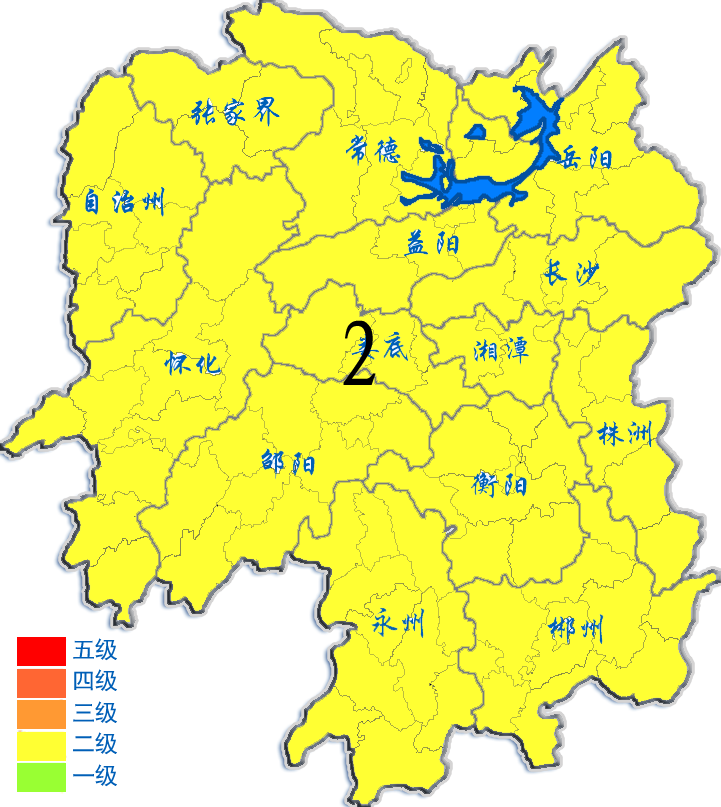 张家界
常德
岳阳
自治州
益阳
长沙
2
娄底
湘潭
怀化
株洲
邵阳
衡阳
永州
郴州
五级
四级
三级
二级
一级